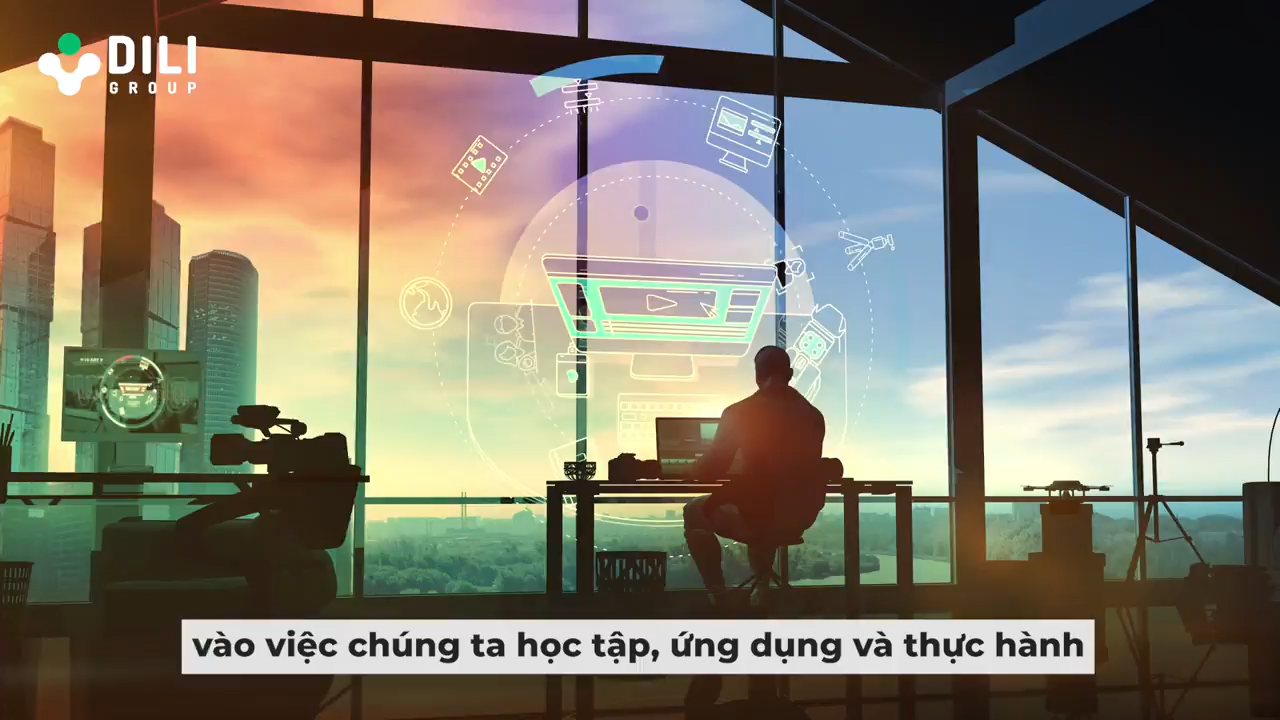 DILI
GROUP
vào việc chúng ta học tập, ứng dụng và thực hành